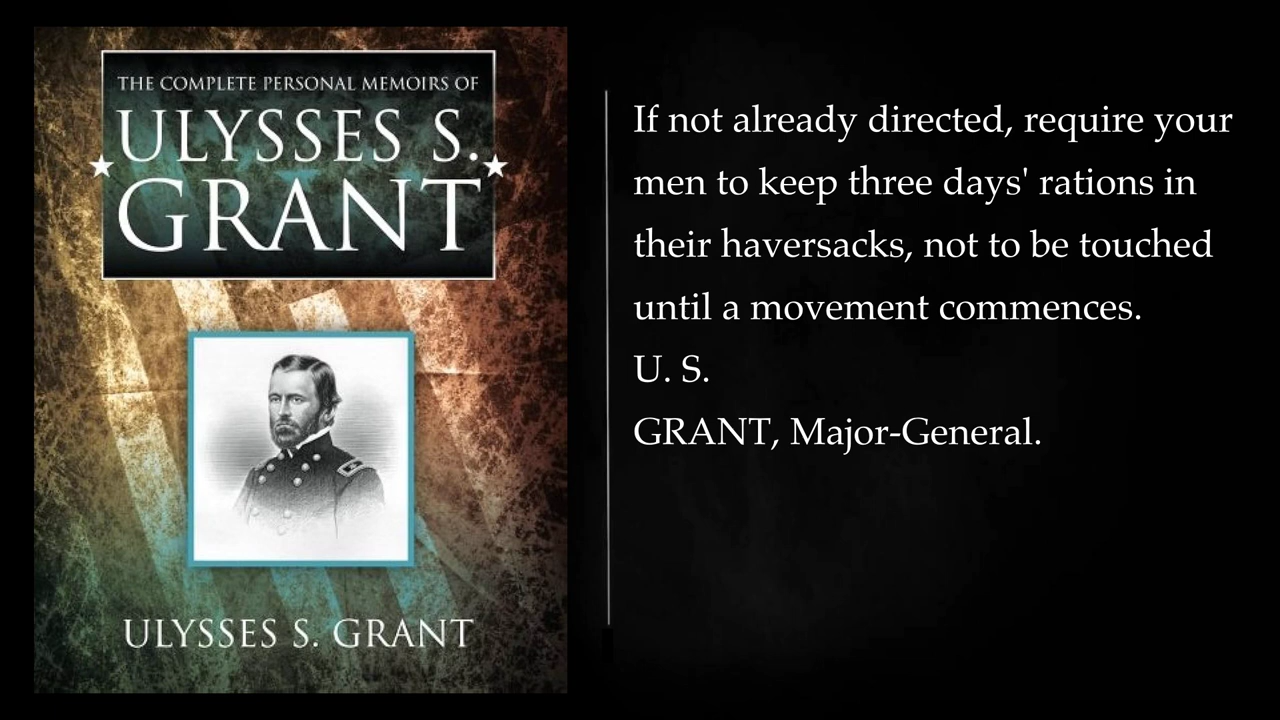 THE COMPLETE PERSONAL MEMOIRS OF
ULYSSES S.
GRANT
ULYSSES S. GRANT
If not already directed, require your
men to keep three days' rations in
their haversacks, not to be touched
until a movement commences.
U. S.
GRANT, Major-General.